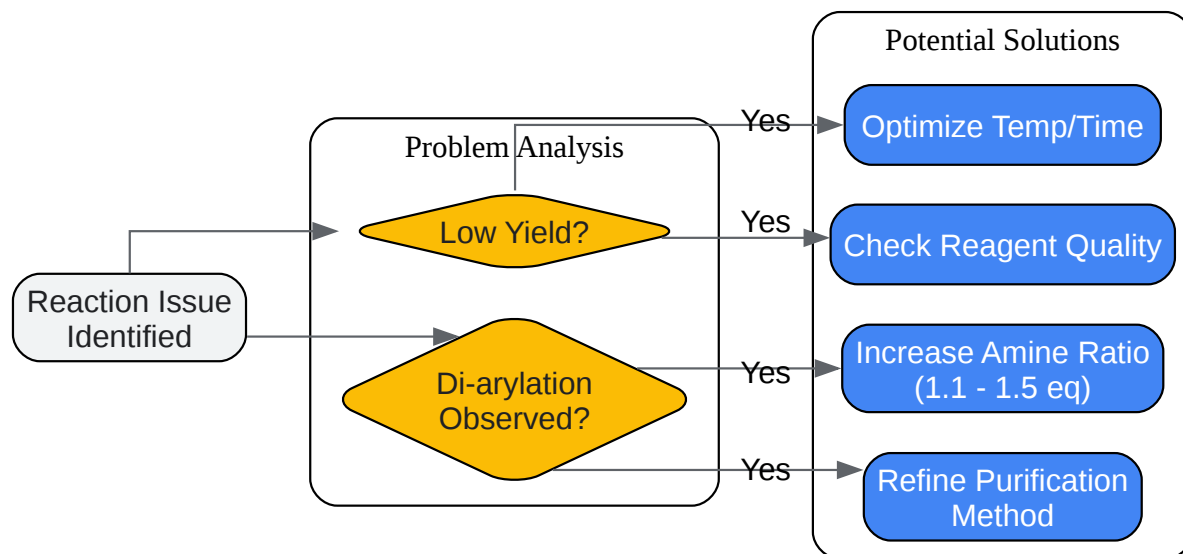 Potential Solutions
Yes
Optimize Temp/Time
Problem Analysis
Low Yield?
Yes
Check Reagent Quality
Reaction Issue
Identified
Di-arylation
Observed?
Yes
Increase Amine Ratio
(1.1 - 1.5 eq)
Yes
Refine Purification
Method